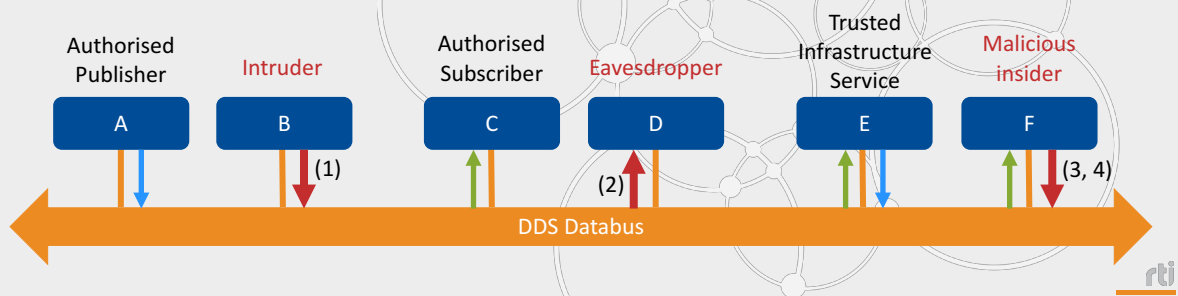 Authorised
Publisher
Intruder
Authorised
Subscriber
Eavesdropper
Trusted
Infrastructure
Service
Malicious
insider
A
B
C
D
E
F
(1)
(2)
(3, 4)
DDS Databus
rti